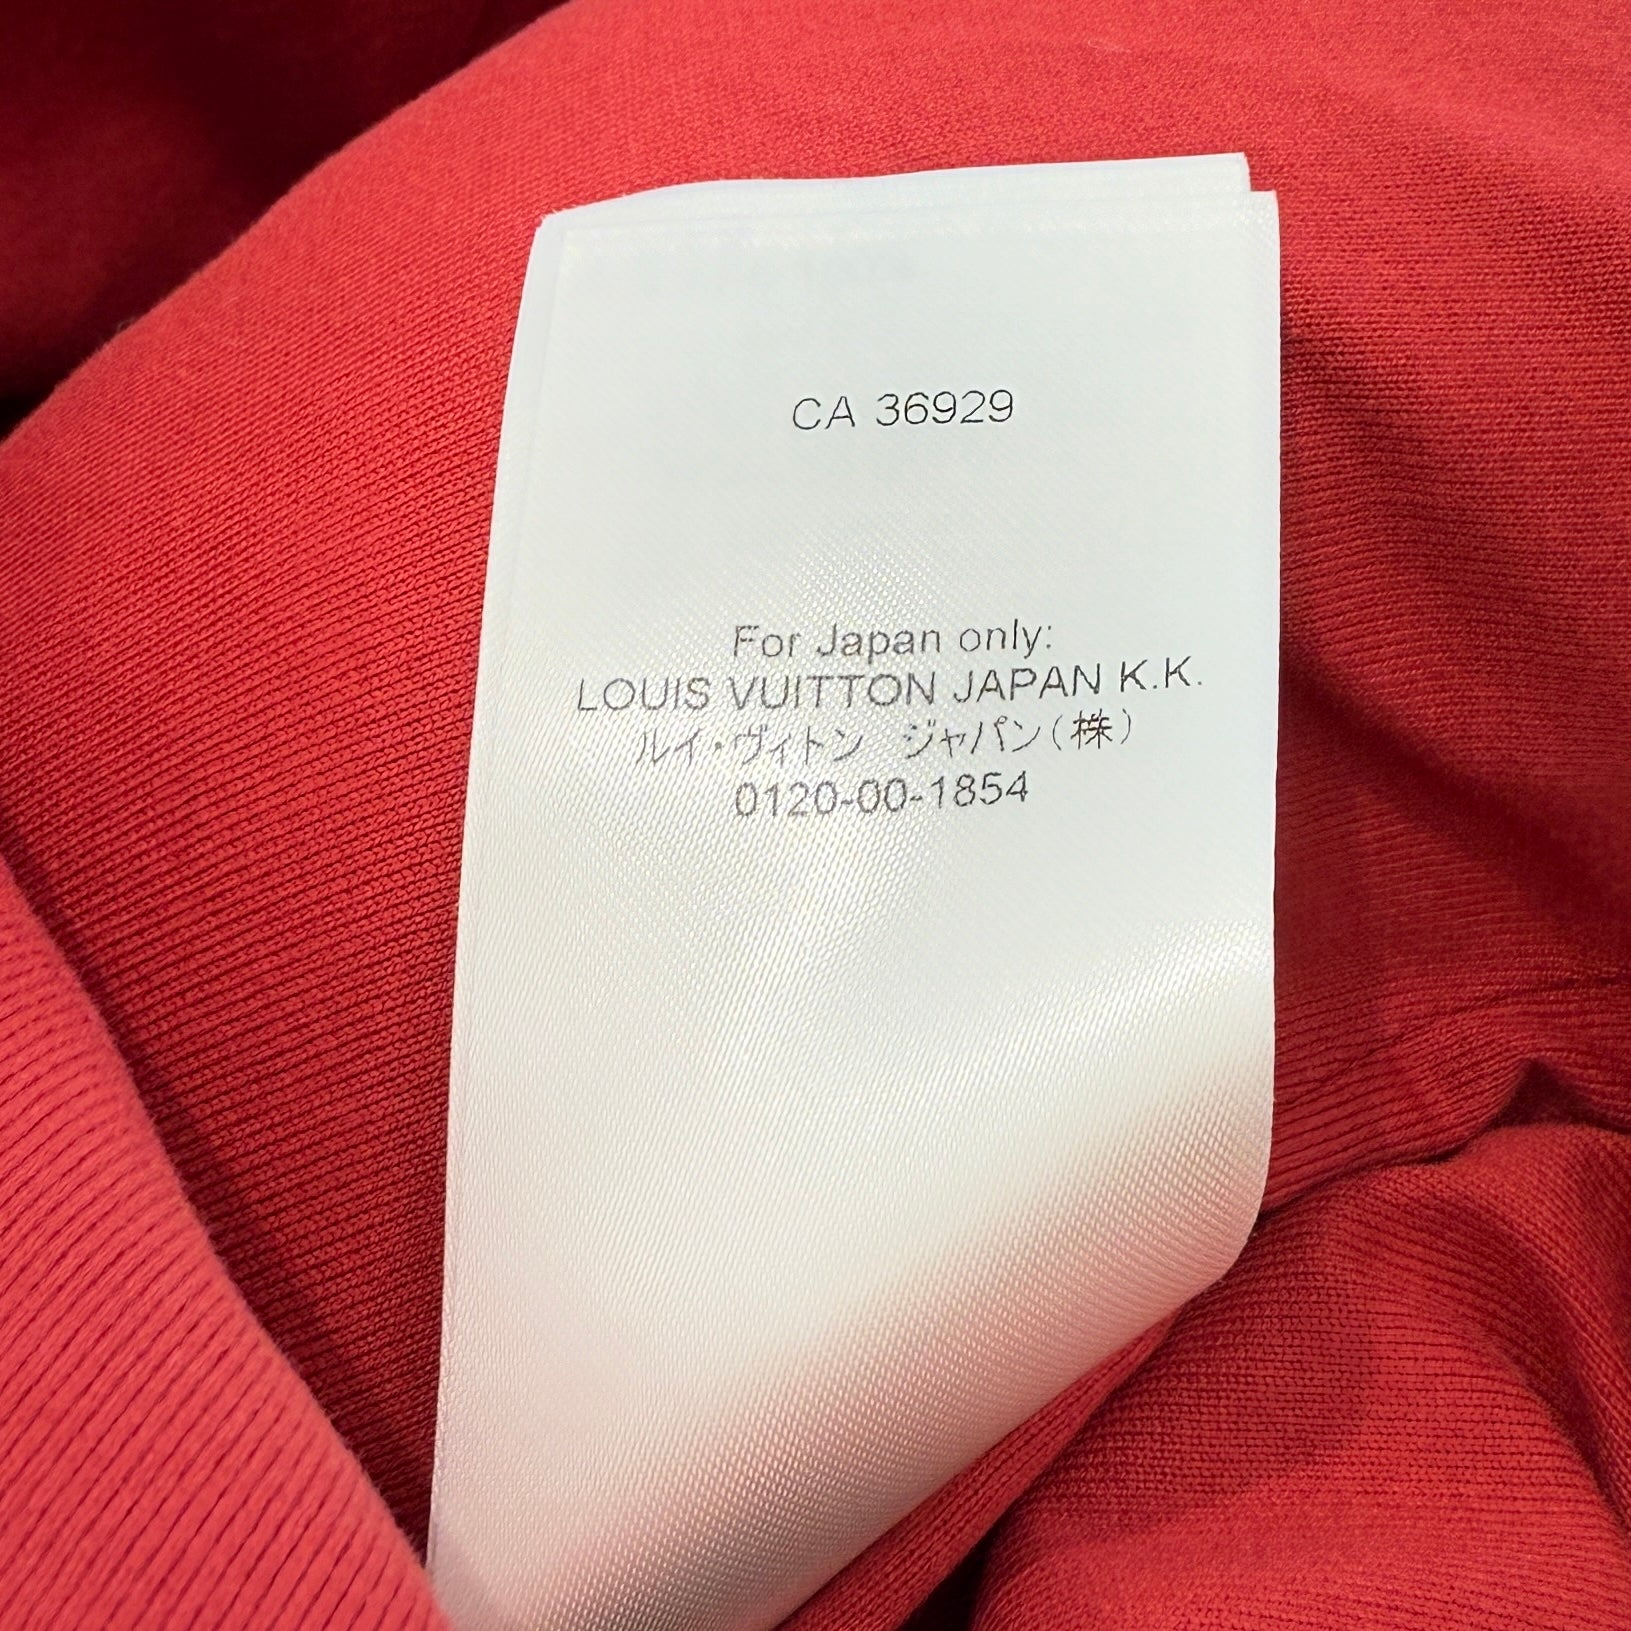 CA 36929
For Japan only:
LOUIS VUITTON JAPAN K.K.
ルイ・ヴィトン　ジャパン(株)
0120-00-1854